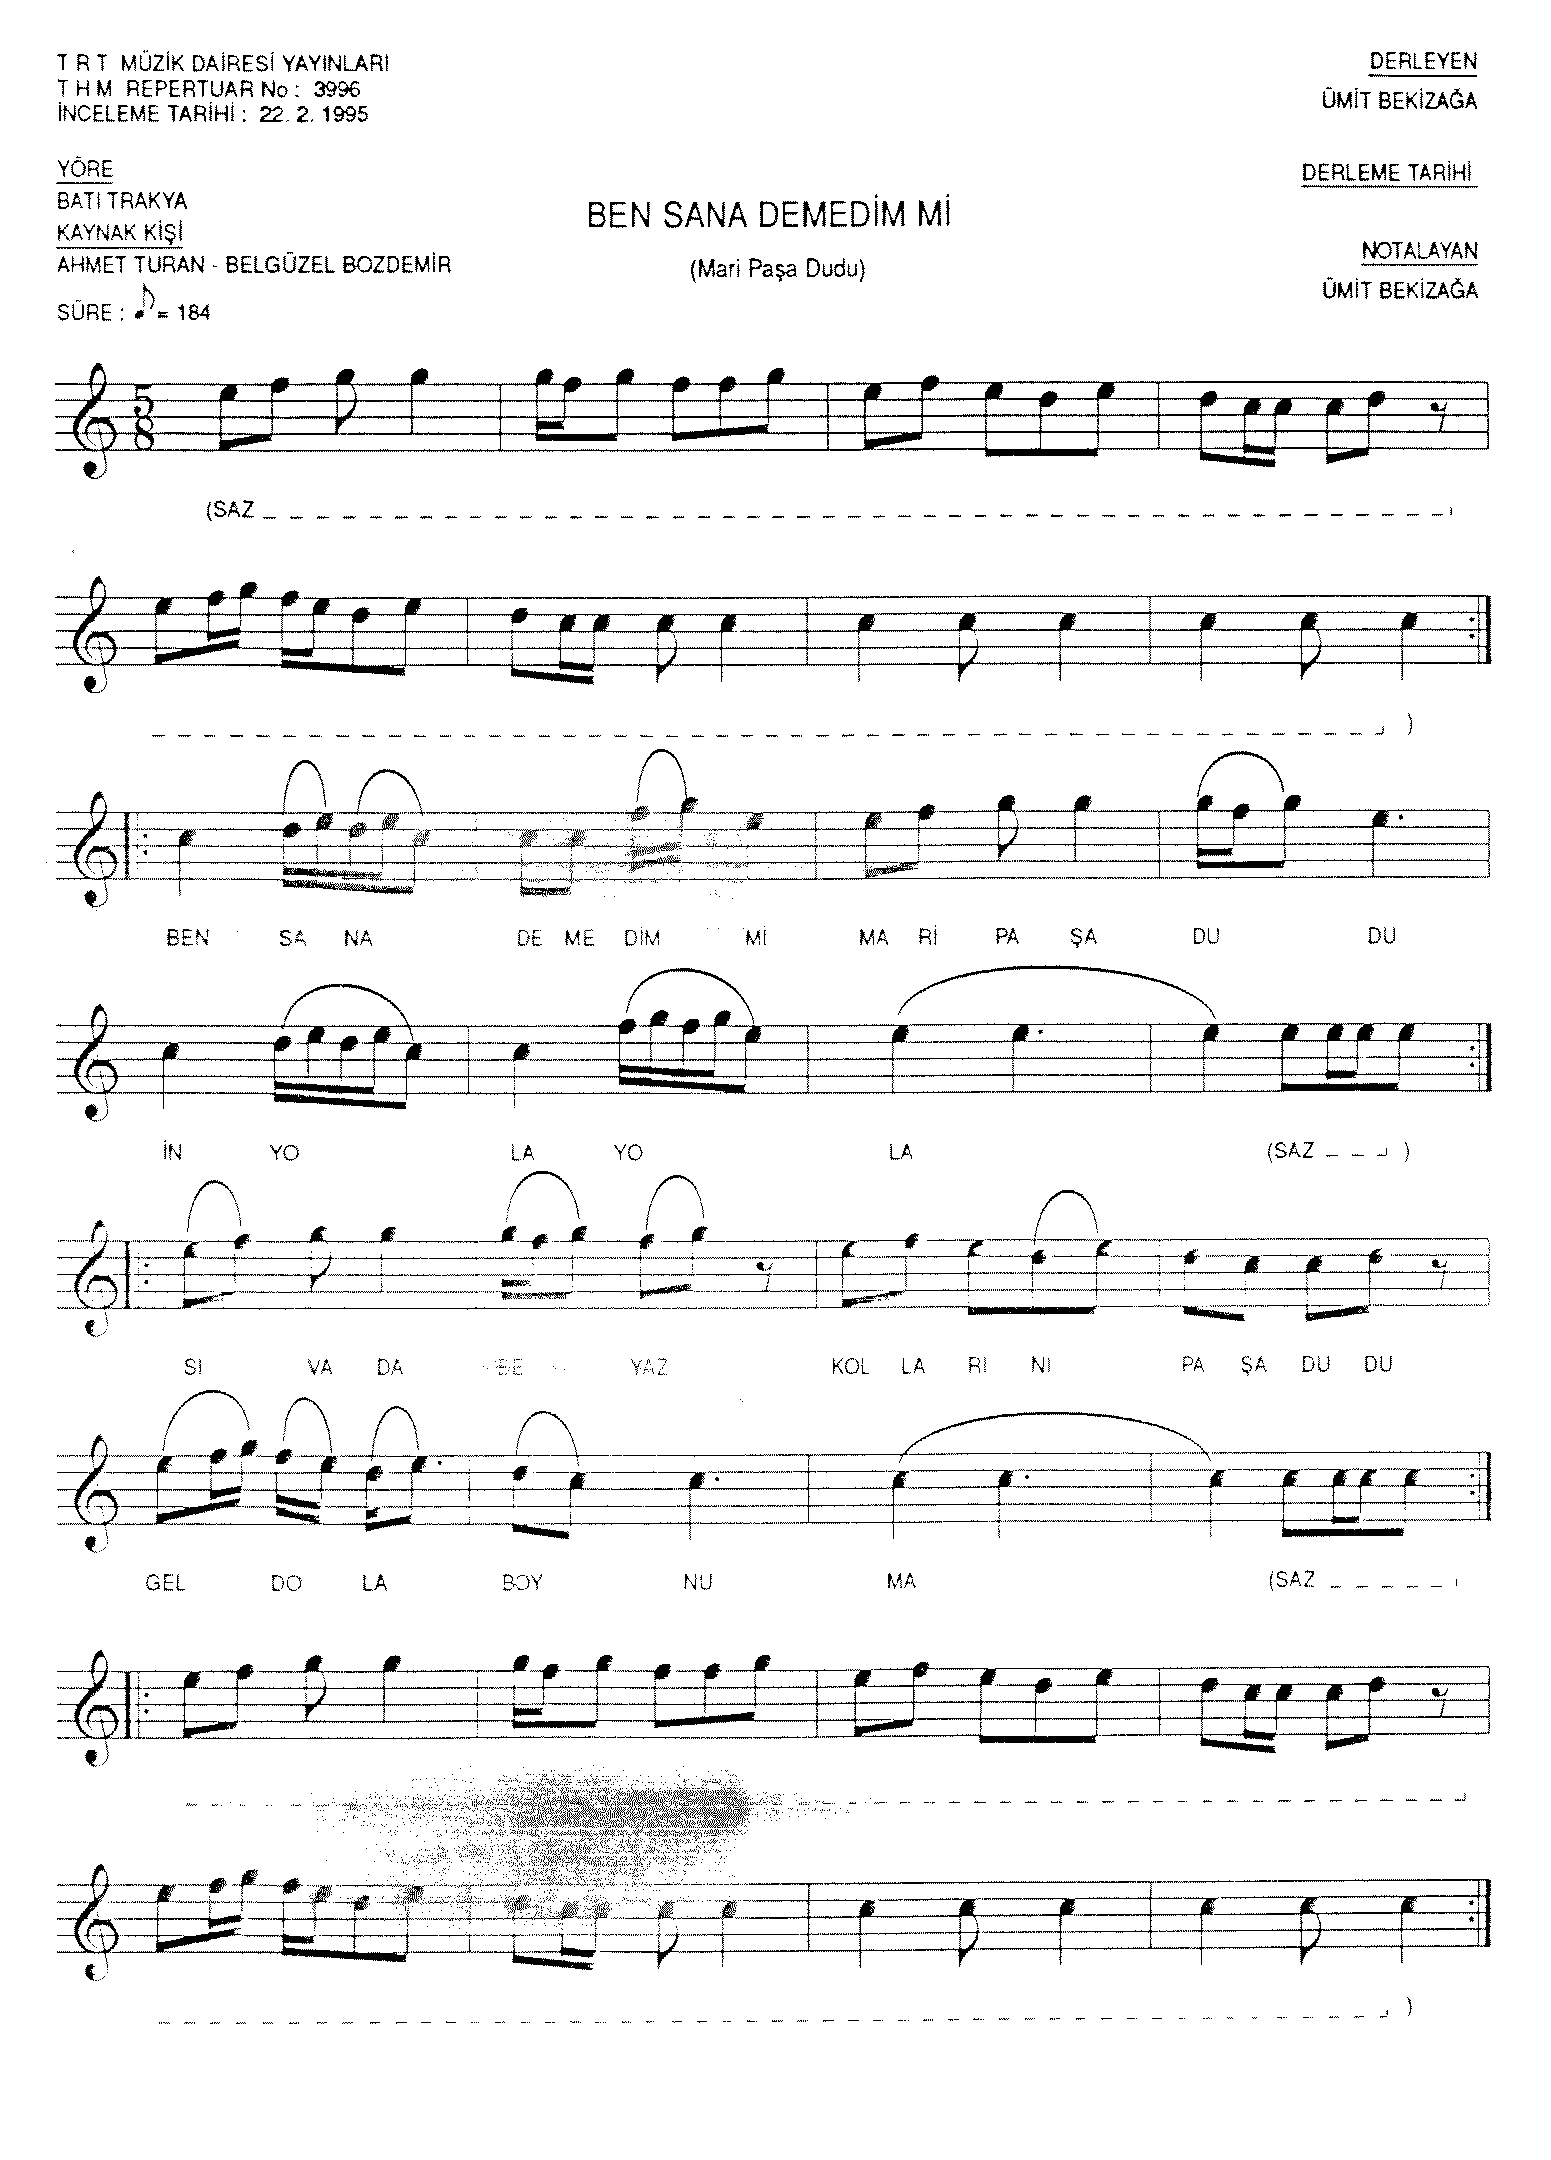 T R T MÜZİK DAİRESİ YAYINLARI
T H M REPERTUAR No : 3996
İNCELEME TARİHİ : 22. 2. 1995
DERLEYEN
ÜMİT BEKİZAĞA
YÖRE
BATI TRAKYA
KAYNAK KİŞİ
AHMET TURAN - BELGÜZEL BOZDEMİR
SÜRE : ♪ = 184
BEN SANA DEMEDİM Mİ
(Mari Paşa Dudu)
DERLEME TARİHİ
NOTALAYAN
ÜMİT BEKİZAĞA
5
8
(SAZ
)
BEN SA NA DE ME DİM Mİ MA Rİ PA ŞA DU DU
İN YO LA YO LA (SAZ )
SI VA DA BE YAZ KOL LA RI NI PA ŞA DU DU
GEL DO LA BOY NU MA (SAZ
)